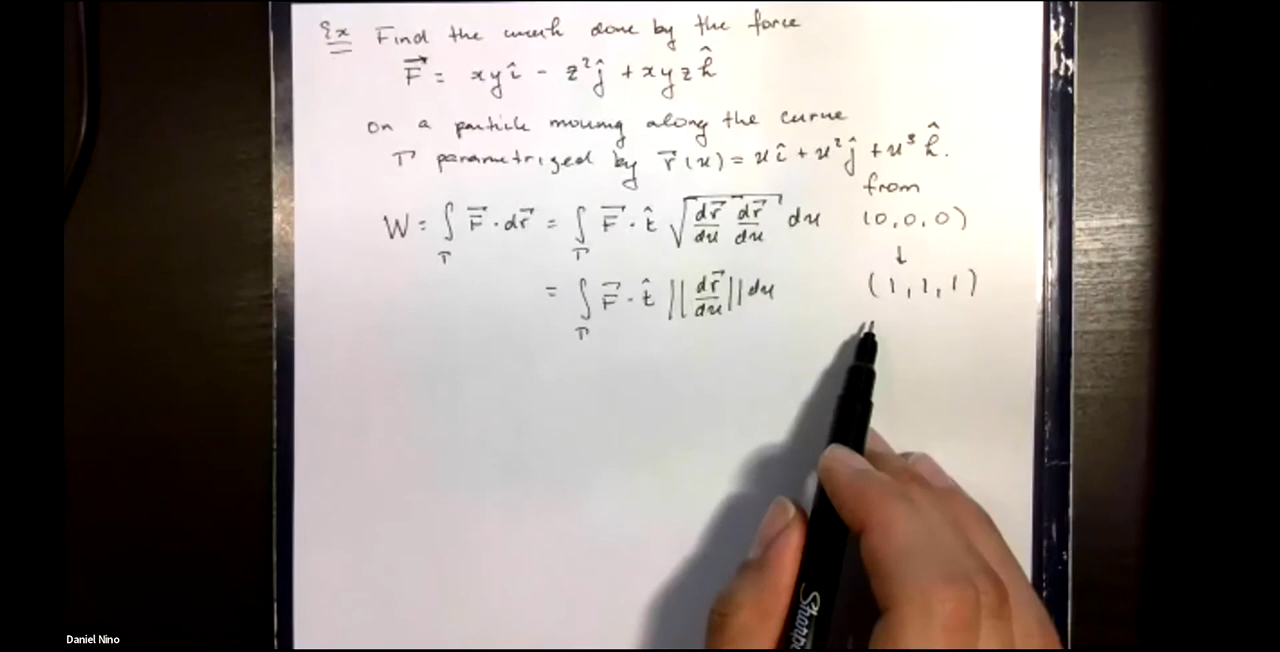 Ex Find the work done by the force
F⃗ = xy î - z² ĵ + xyz k̂
on a particle moving along the curve
Γ parametrized by r⃗(u) = u î + u² ĵ + u³ k̂.
from
W = ∫_Γ F⃗ · dr⃗ = ∫_Γ F⃗ · t̂ √(dr⃗/du dr⃗/du) du
(0,0,0)
↓
= ∫_Γ F⃗ · t̂ ||dr⃗/du|| du
(1,1,1)
Sharpie
Daniel Nino